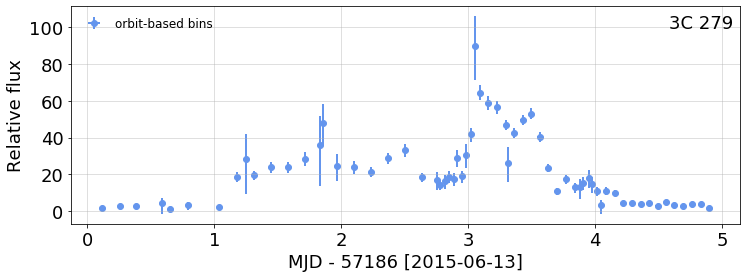 3C 279
orbit-based bins
Relative flux
100
80
60
40
20
0
0 1 2 3 4 5
MJD - 57186 [2015-06-13]